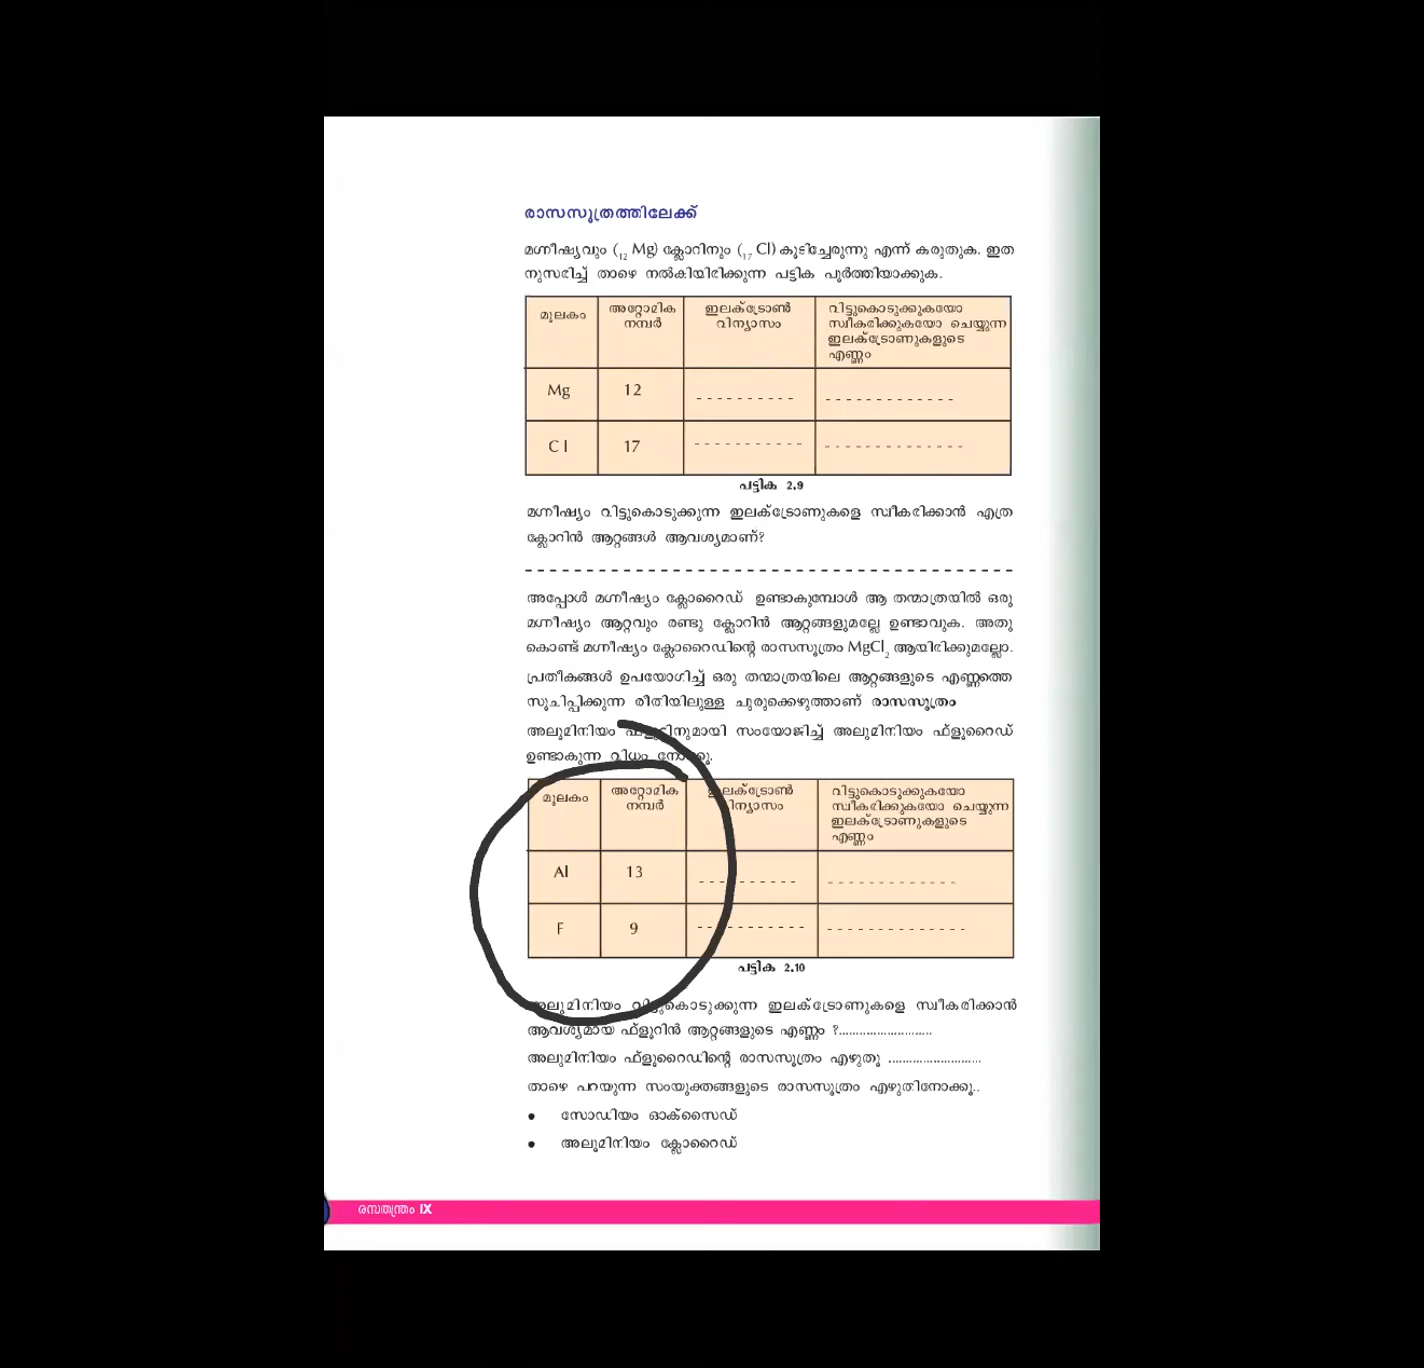 രാസസൂത്രത്തിലേക്ക്
മഗ്നീഷ്യവും (₁₂ Mg) ക്ലോറിനും (₁₇ Cl) കൂടിച്ചേരുന്നു എന്ന് കരുതുക. ഇത
നുസരിച്ച് താഴെ നൽകിയിരിക്കുന്ന പട്ടിക പൂർത്തിയാക്കുക.
മൂലകം അറ്റോമിക നമ്പർ ഇലക്ട്രോൺ വിന്യാസം വിട്ടുകൊടുക്കുകയോ സ്വീകരിക്കുകയോ ചെയ്യുന്ന ഇലക്ട്രോണുകളുടെ എണ്ണം
Mg 12 ---------- -------------
Cl 17 ----------- --------------
പട്ടിക 2.9
മഗ്നീഷ്യം വിട്ടുകൊടുക്കുന്ന ഇലക്ട്രോണുകളെ സ്വീകരിക്കാൻ എത്ര
ക്ലോറിൻ ആറ്റങ്ങൾ ആവശ്യമാണ്?
അപ്പോൾ മഗ്നീഷ്യം ക്ലോറൈഡ് ഉണ്ടാകുമ്പോൾ ആ തന്മാത്രയിൽ ഒരു
മഗ്നീഷ്യം ആറ്റവും രണ്ടു ക്ലോറിൻ ആറ്റങ്ങളുമല്ലേ ഉണ്ടാവുക. അതു
കൊണ്ട് മഗ്നീഷ്യം ക്ലോറൈഡിന്റെ രാസസൂത്രം MgCl₂ ആയിരിക്കുമല്ലോ.
പ്രതീകങ്ങൾ ഉപയോഗിച്ച് ഒരു തന്മാത്രയിലെ ആറ്റങ്ങളുടെ എണ്ണത്തെ
സൂചിപ്പിക്കുന്ന രീതിയിലുള്ള ചുരുക്കെഴുത്താണ് രാസസൂത്രം
അലൂമിനിയം ഫ്ളൂറിനുമായി സംയോജിച്ച് അലൂമിനിയം ഫ്ളൂറൈഡ്
ഉണ്ടാകുന്ന വിധം നോക്കൂ.
മൂലകം അറ്റോമിക നമ്പർ ഇലക്ട്രോൺ വിന്യാസം വിട്ടുകൊടുക്കുകയോ സ്വീകരിക്കുകയോ ചെയ്യുന്ന ഇലക്ട്രോണുകളുടെ എണ്ണം
Al 13 ---------- -------------
F 9 ----------- --------------
പട്ടിക 2.10
അലൂമിനിയം വിട്ടുകൊടുക്കുന്ന ഇലക്ട്രോണുകളെ സ്വീകരിക്കാൻ
ആവശ്യമായ ഫ്ളൂറിൻ ആറ്റങ്ങളുടെ എണ്ണം ?...........................
അലൂമിനിയം ഫ്ളൂറൈഡിന്റെ രാസസൂത്രം എഴുതൂ ...........................
താഴെ പറയുന്ന സംയുക്തങ്ങളുടെ രാസസൂത്രം എഴുതിനോക്കൂ..
• സോഡിയം ഓക്സൈഡ്
• അലൂമിനിയം ക്ലോറൈഡ്
രസതന്ത്രം IX